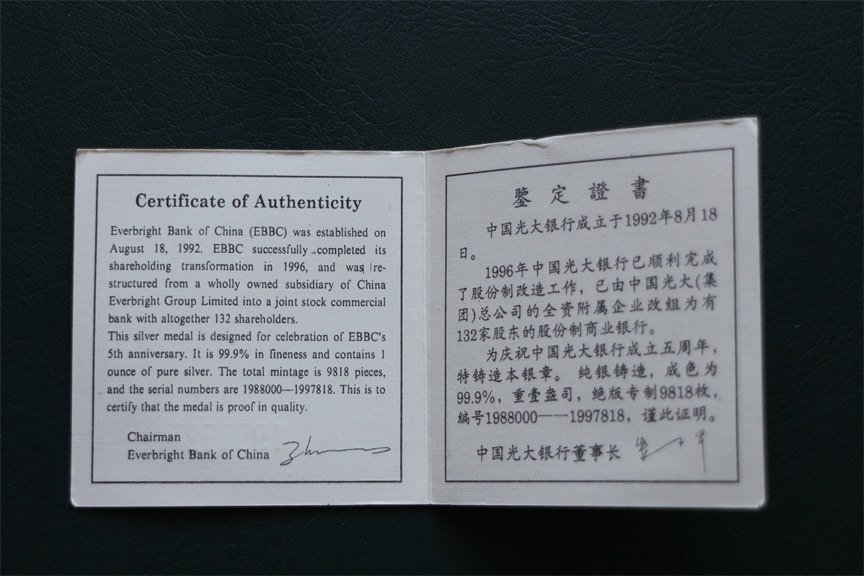 Certificate of Authenticity
Everbright Bank of China (EBBC) was established on
August 18, 1992. EBBC successfully completed its
shareholding transformation in 1996, and was re-
structured from a wholly owned subsidiary of China
Everbright Group Limited into a joint stock commercial
bank with altogether 132 shareholders.
This silver medal is designed for celebration of EBBC's
5th anniversary. It is 99.9% in fineness and contains 1
ounce of pure silver. The total mintage is 9818 pieces,
and the serial numbers are 1988000—1997818. This is to
certify that the medal is proof in quality.
Chairman
Everbright Bank of China
鑒定證書
中国光大银行成立于1992年8月18
日。
1996年中国光大银行已顺利完成
了股份制改造工作，已由中国光大(集
团)总公司的全资附属企业改组为有
132家股东的股份制商业银行。
为庆祝中国光大银行成立五周年，
特铸造本银章。纯银铸造，成色为
99.9%，重壹盎司，绝版专制9818枚，
编号1988000——1997818，谨此证明。
中国光大银行董事长